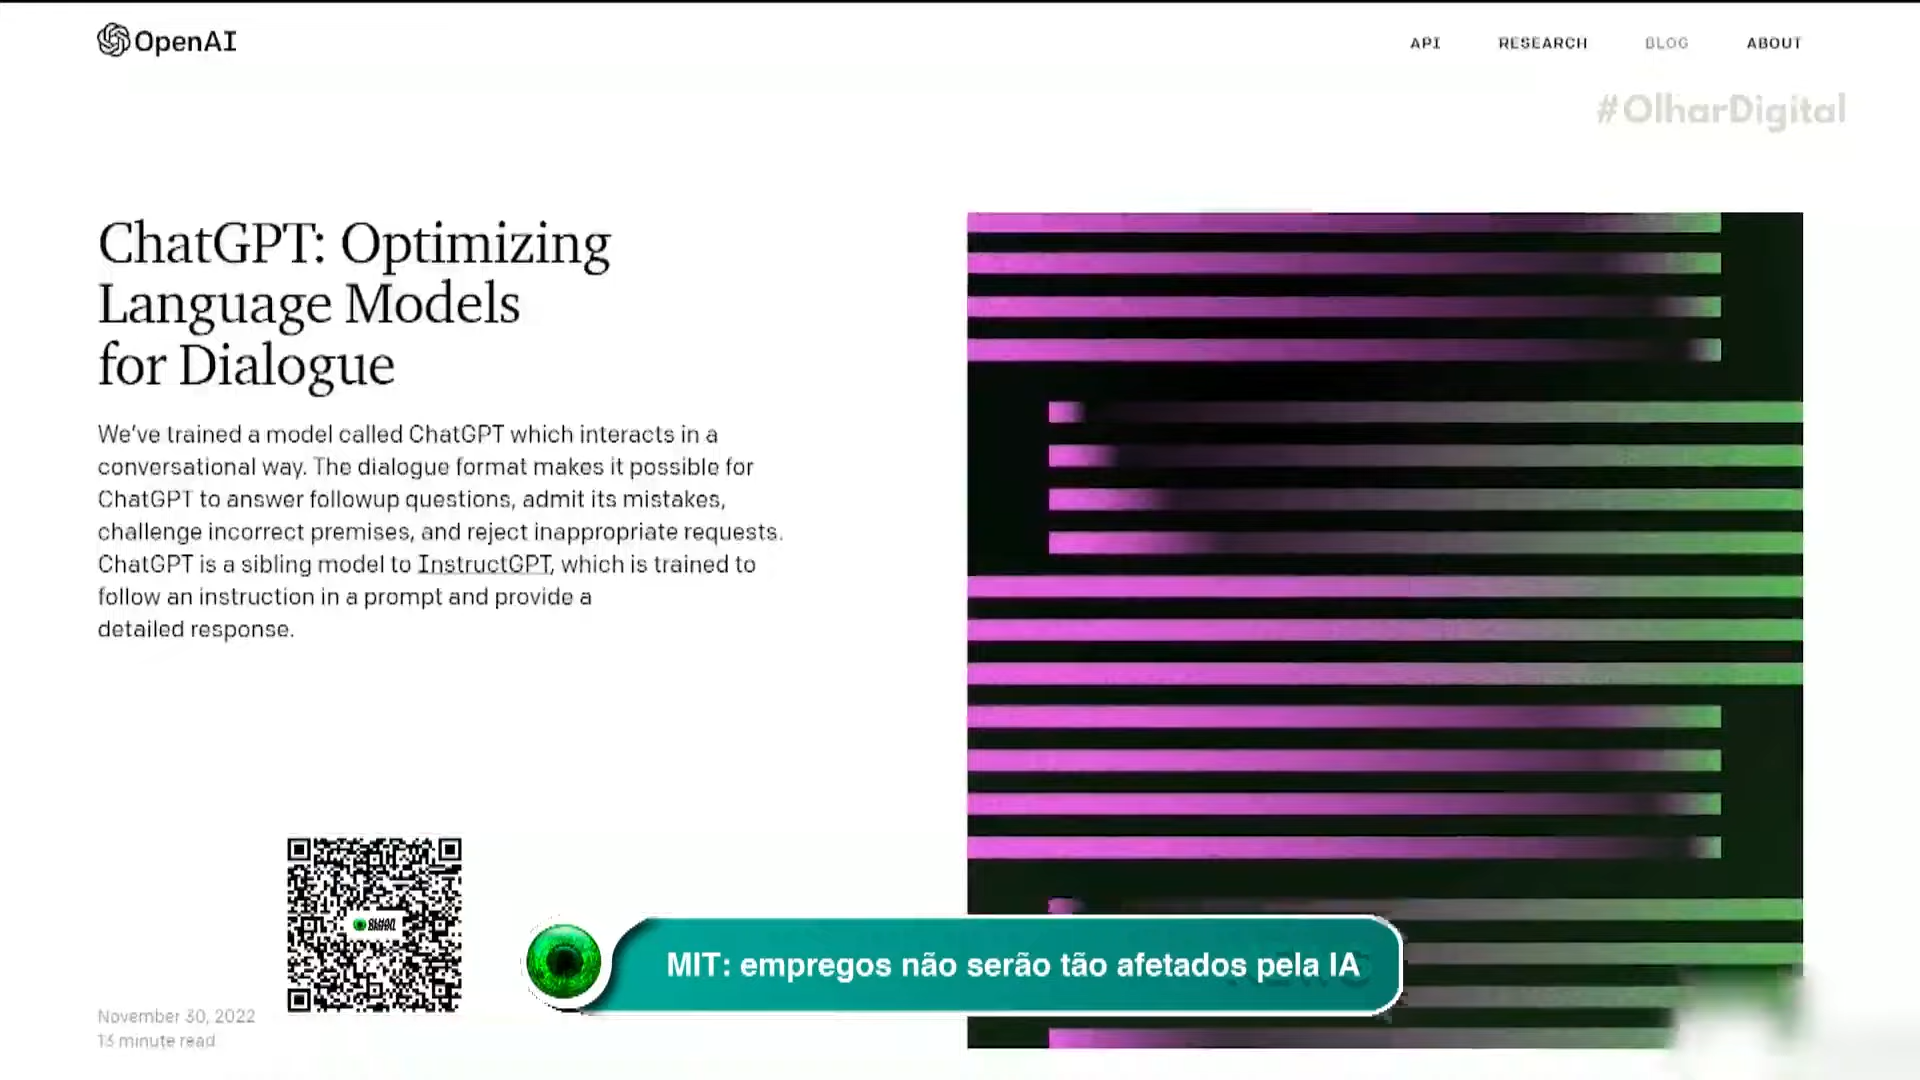 OpenAI
API RESEARCH BLOG ABOUT
#OlharDigital
ChatGPT: Optimizing
Language Models
for Dialogue
We've trained a model called ChatGPT which interacts in a
conversational way. The dialogue format makes it possible for
ChatGPT to answer followup questions, admit its mistakes,
challenge incorrect premises, and reject inappropriate requests.
ChatGPT is a sibling model to InstructGPT, which is trained to
follow an instruction in a prompt and provide a
detailed response.
MIT: empregos não serão tão afetados pela IA
November 30, 2022
13 minute read